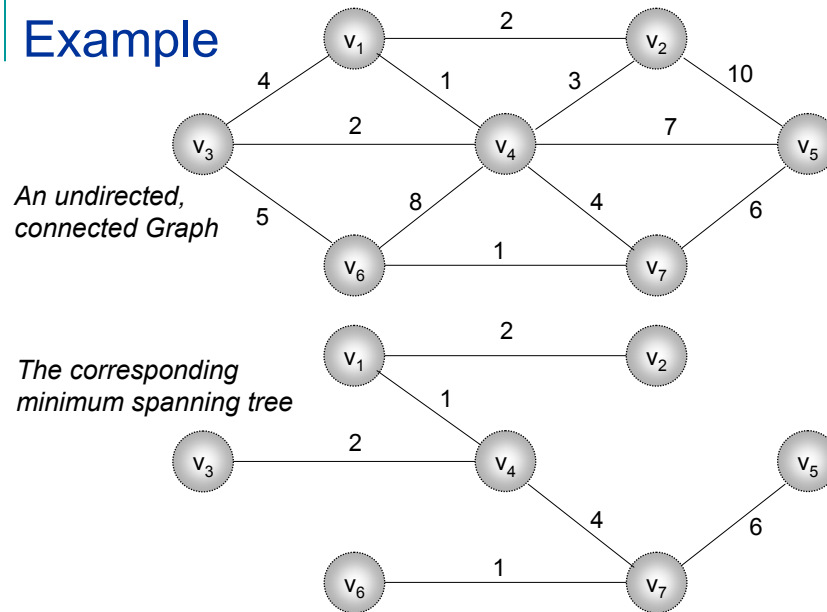 Example
2
v1
v2
4
1
3
10
2
7
v3
v4
v5
An undirected,
connected Graph
5
8
4
6
1
v6
v7
2
v1
v2
The corresponding
minimum spanning tree
1
2
v3
v4
v5
4
6
1
v6
v7